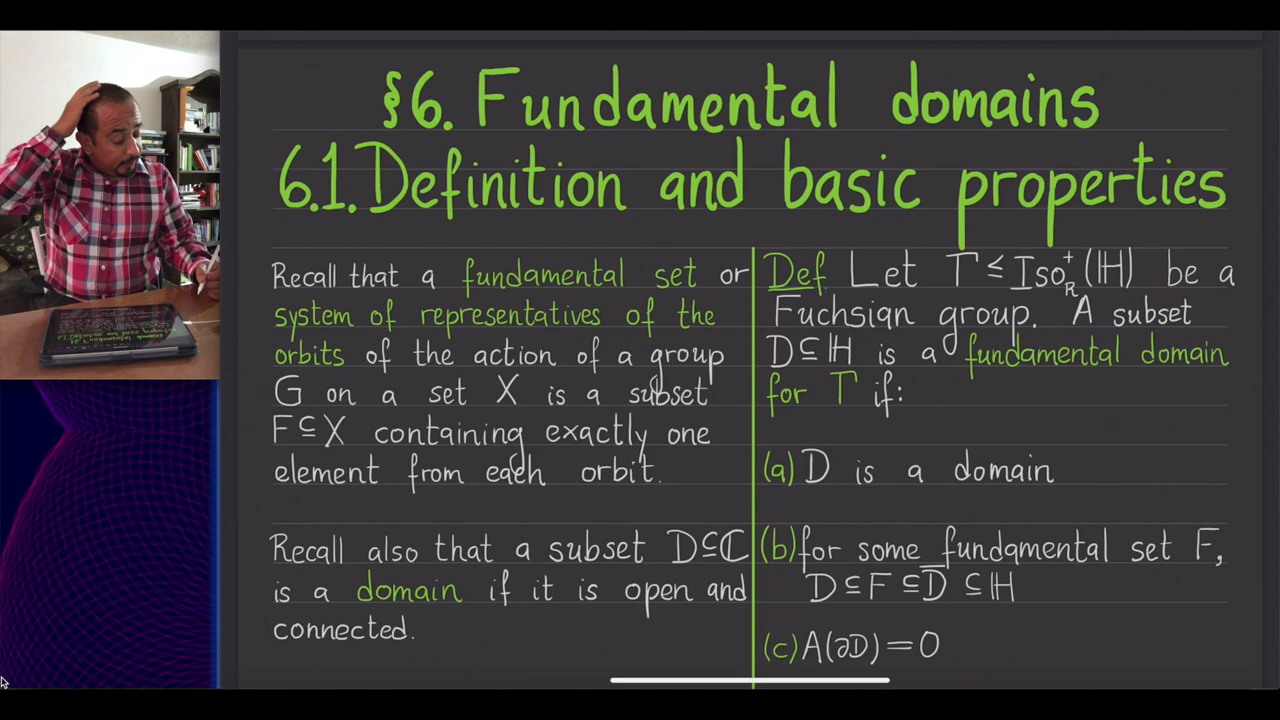 §6. Fundamental domains
6.1. Definition and basic properties
Recall that a fundamental set or
system of representatives of the
orbits of the action of a group
G on a set X is a subset
F⊆X containing exactly one
element from each orbit.
Recall also that a subset D⊆ℂ
is a domain if it is open and
connected.
Def Let Γ ≤ Iso⁺_R(ℍ) be a
Fuchsian group. A subset
D⊆ℍ is a fundamental domain
for Γ if:
(a) D is a domain
(b) for some fundamental set F,
D⊆F⊆D̅ ⊆ℍ
(c) A(∂D)=0